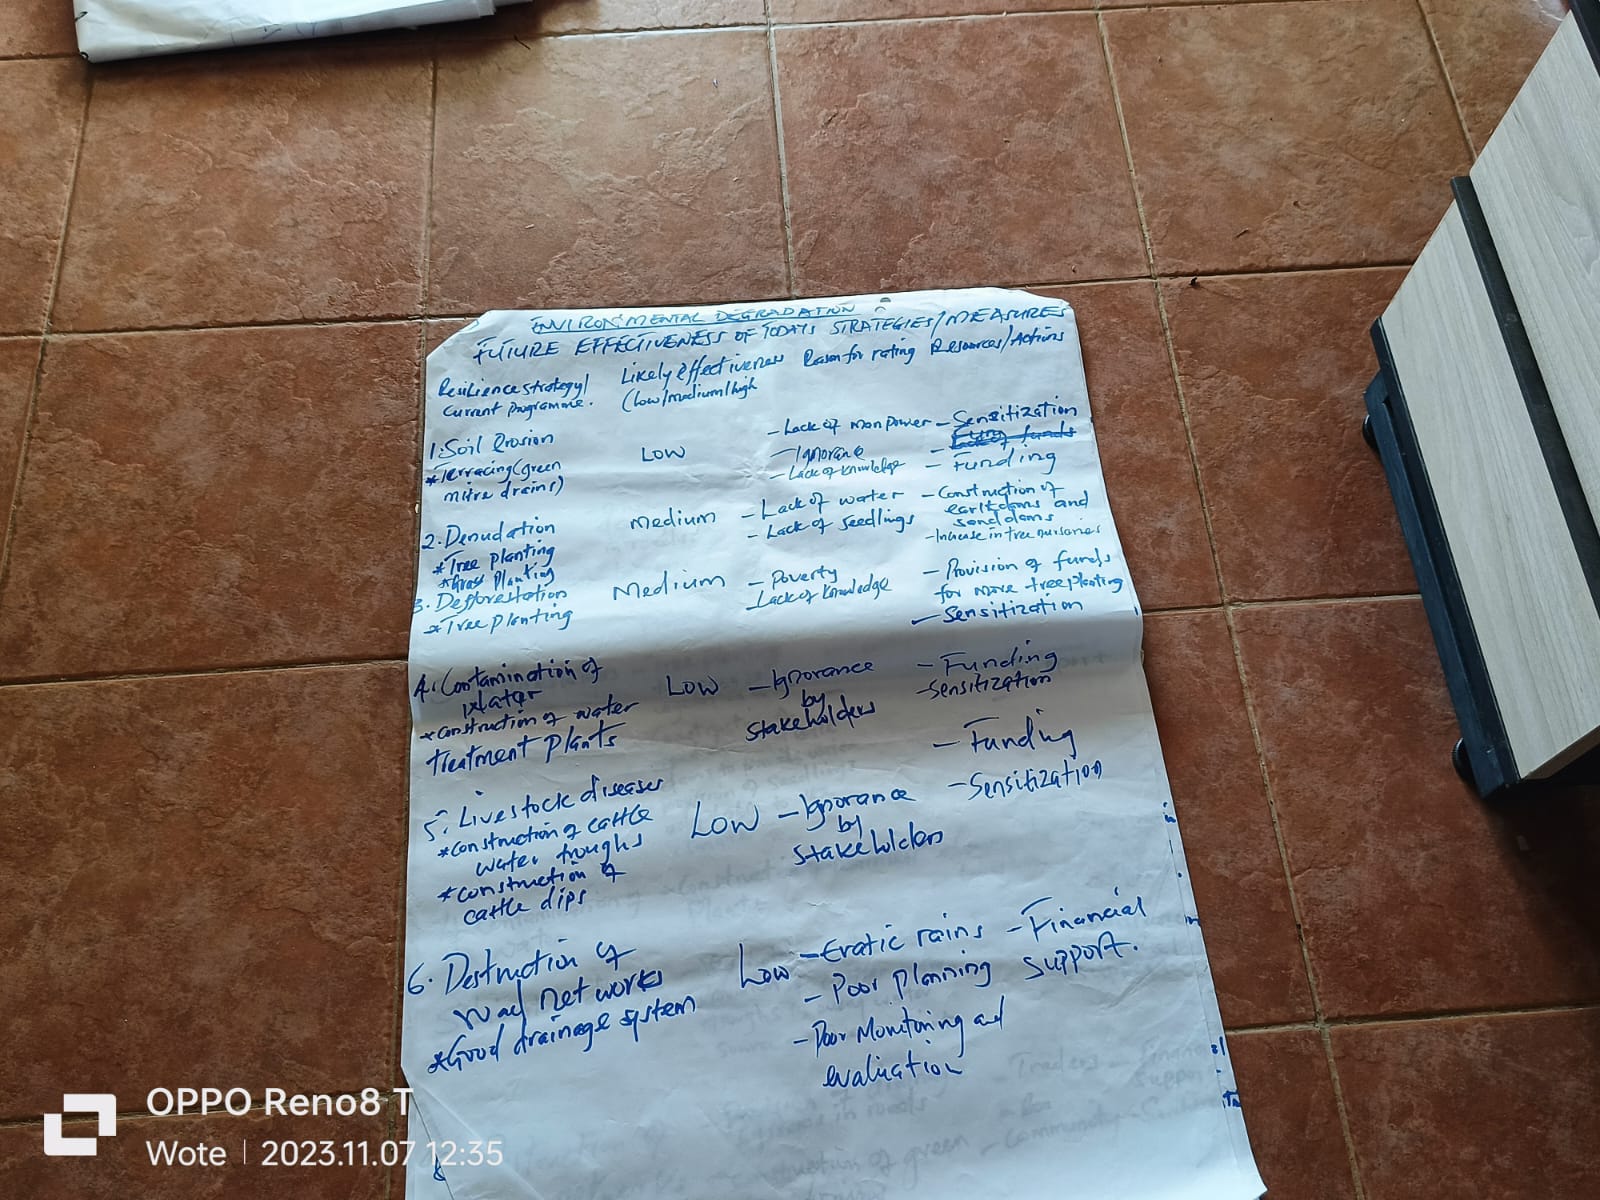 ENVIRONMENTAL DEGRADATION
FUTURE EFFECTIVENESS OF TODAYS STRATEGIES/MEASURES
Resilience strategy/ Likely effectiveness Reason for rating Resources/Actions
current programme. (low/medium/high
1. Soil erosion
*Terracing(green
mitre drains)
LOW
- Lack of manpower
- Ignorance
- Lack of knowledge
- Sensitization
- Funding
2. Denudation
*Tree planting
*Grass planting
Medium
- Lack of water
- Lack of seedlings
- Construction of
earthdams and
sand dams
- Increase in tree nurseries
3. Defforestation
*Tree planting
Medium
- Poverty
- Lack of knowledge
- Provision of funds
for more tree planting
- Sensitization
4. Contamination of
water
*construction of water
treatment plants
LOW
- Ignorance
by
stakeholders
- Funding
- Sensitization
5. Livestock diseases
*construction of cattle
water troughs
*construction of
cattle dips
LOW
- Ignorance
by
stakeholders
- Funding
- Sensitization
6. Destruction of
road networks
*Good drainage system
Low
- Eratic rains
- Poor planning
- Poor Monitoring and
evaluation
- Financial
support.
OPPO Reno8 T
Wote | 2023.11.07 12:35